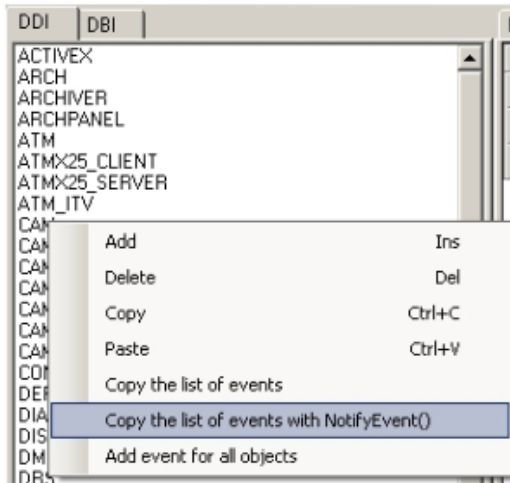 DDI DBI
ACTIVEX
ARCH
ARCHIVER
ARCHPANEL
ATM
ATMX25_CLIENT
ATMX25_SERVER
ATM_ITV
Add Ins
Delete Del
Copy Ctrl+C
Paste Ctrl+V
Copy the list of events
Copy the list of events with NotifyEvent()
Add event for all objects